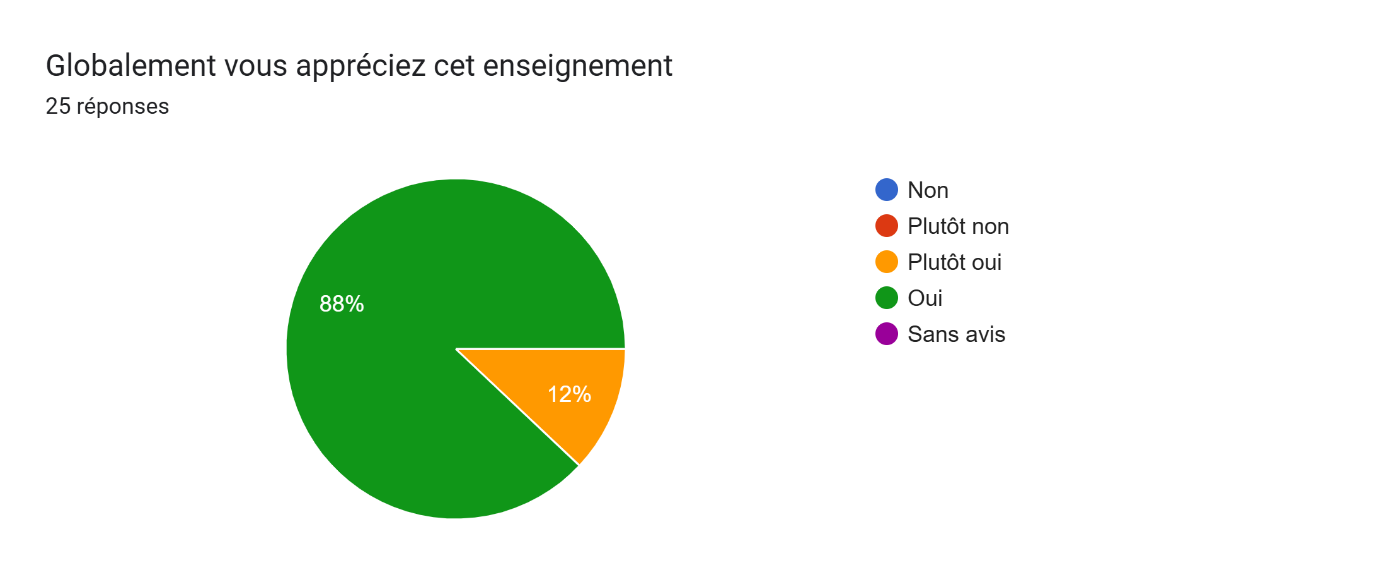 Globalement vous appréciez cet enseignement
25 réponses
88%
12%
Non
Plutôt non
Plutôt oui
Oui
Sans avis